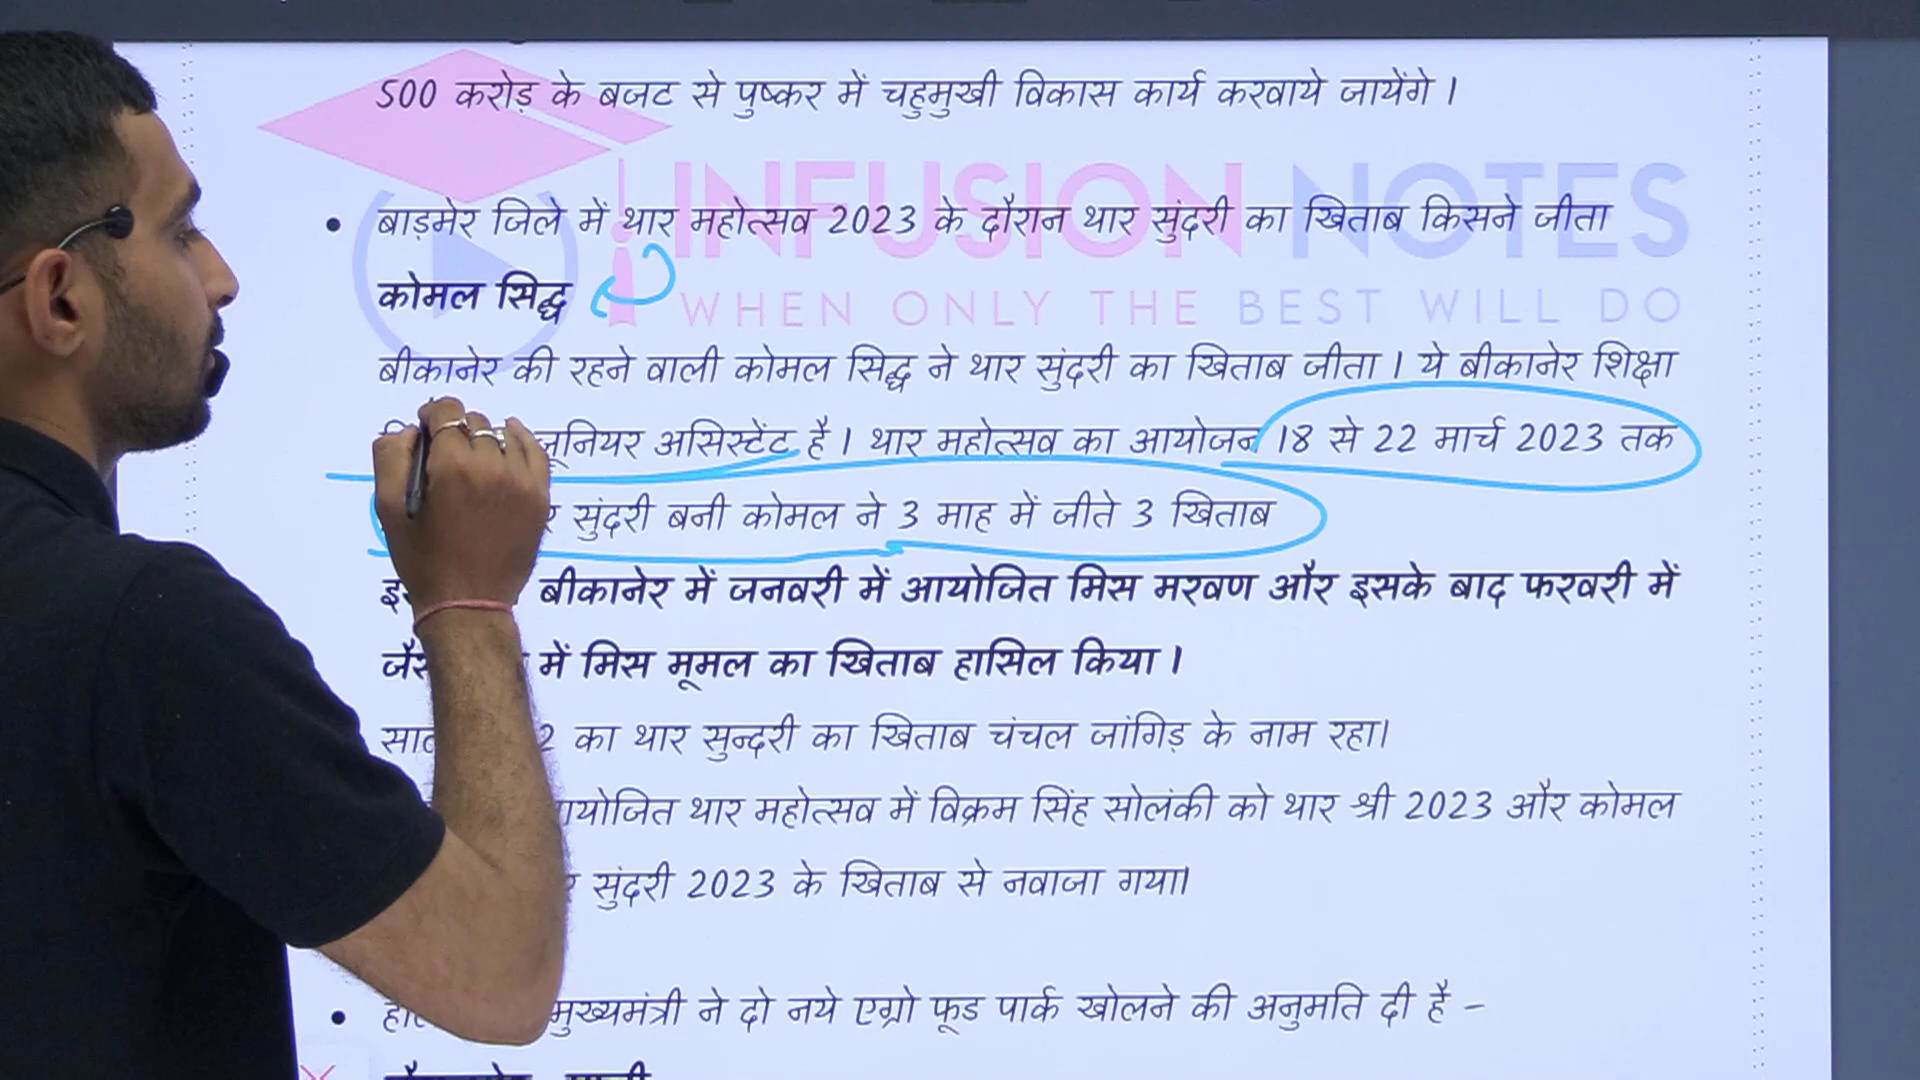 500 करोड़ के बजट से पुष्कर में चहुमुखी विकास कार्य करवाये जायेंगे ।
INFUSION NOTES
WHEN ONLY THE BEST WILL DO
• बाड़मेर जिले में थार महोत्सव 2023 के दौरान थार सुंदरी का खिताब किसने जीता
कोमल सिद्ध
बीकानेर की रहने वाली कोमल सिद्ध ने थार सुंदरी का खिताब जीता । ये बीकानेर शिक्षा
जूनियर असिस्टेंट है । थार महोत्सव का आयोजन 18 से 22 मार्च 2023 तक
सुंदरी बनी कोमल ने 3 माह में जीते 3 खिताब
बीकानेर में जनवरी में आयोजित मिस मरवण और इसके बाद फरवरी में
में मिस मूमल का खिताब हासिल किया ।
का थार सुन्दरी का खिताब चंचल जांगिड़ के नाम रहा।
थार महोत्सव में विक्रम सिंह सोलंकी को थार श्री 2023 और कोमल
सुंदरी 2023 के खिताब से नवाजा गया।
• मुख्यमंत्री ने दो नये एग्रो फूड पार्क खोलने की अनुमति दी है –